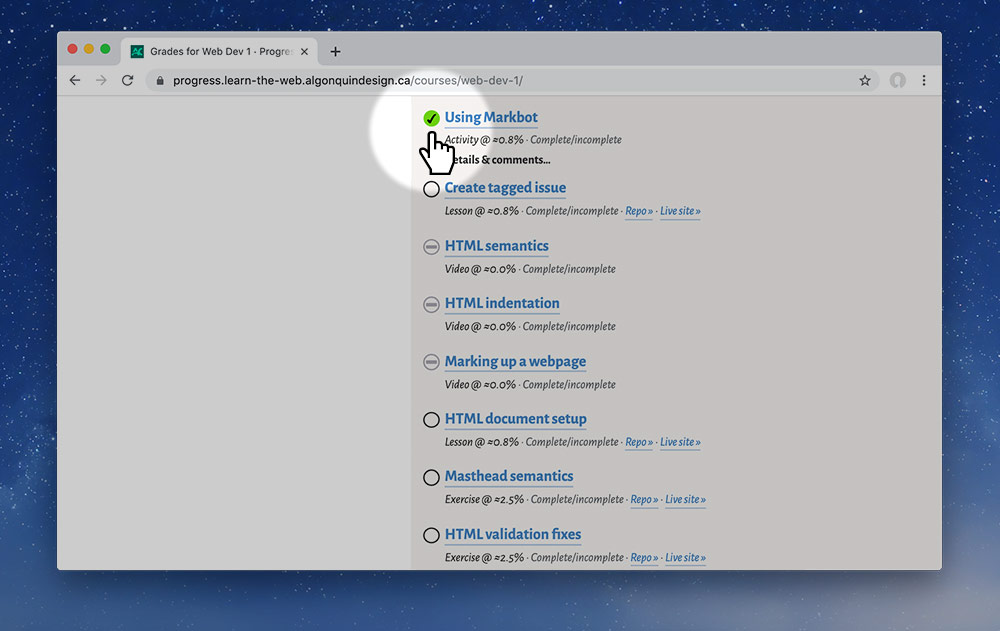 Grades for Web Dev 1 · Progres
progress.learn-the-web.algonquindesign.ca/courses/web-dev-1/
Using Markbot
Activity @ ≈0.8% · Complete/incomplete
etails & comments...
Create tagged issue
Lesson @ ≈0.8% · Complete/incomplete · Repo » · Live site »
HTML semantics
Video @ ≈0.0% · Complete/incomplete
HTML indentation
Video @ ≈0.0% · Complete/incomplete
Marking up a webpage
Video @ ≈0.0% · Complete/incomplete
HTML document setup
Lesson @ ≈0.8% · Complete/incomplete · Repo » · Live site »
Masthead semantics
Exercise @ ≈2.5% · Complete/incomplete · Repo » · Live site »
HTML validation fixes
Exercise @ ≈2.5% · Complete/incomplete · Repo » · Live site »